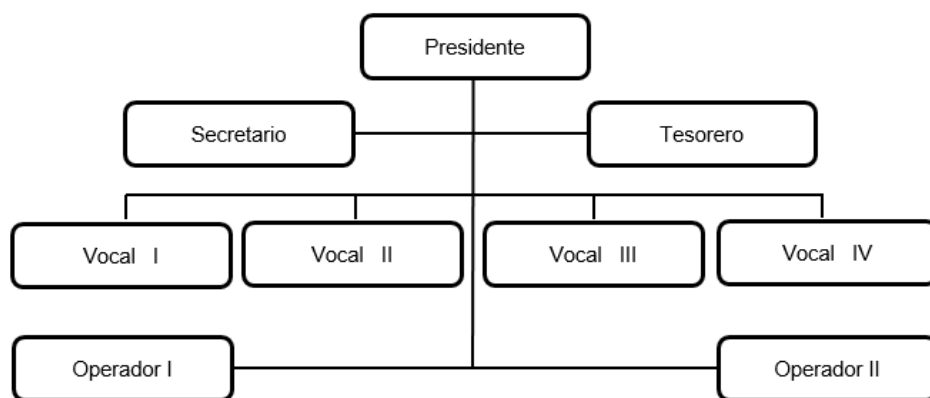 Presidente
Secretario
Tesorero
Vocal I
Vocal II
Vocal III
Vocal IV
Operador I
Operador II